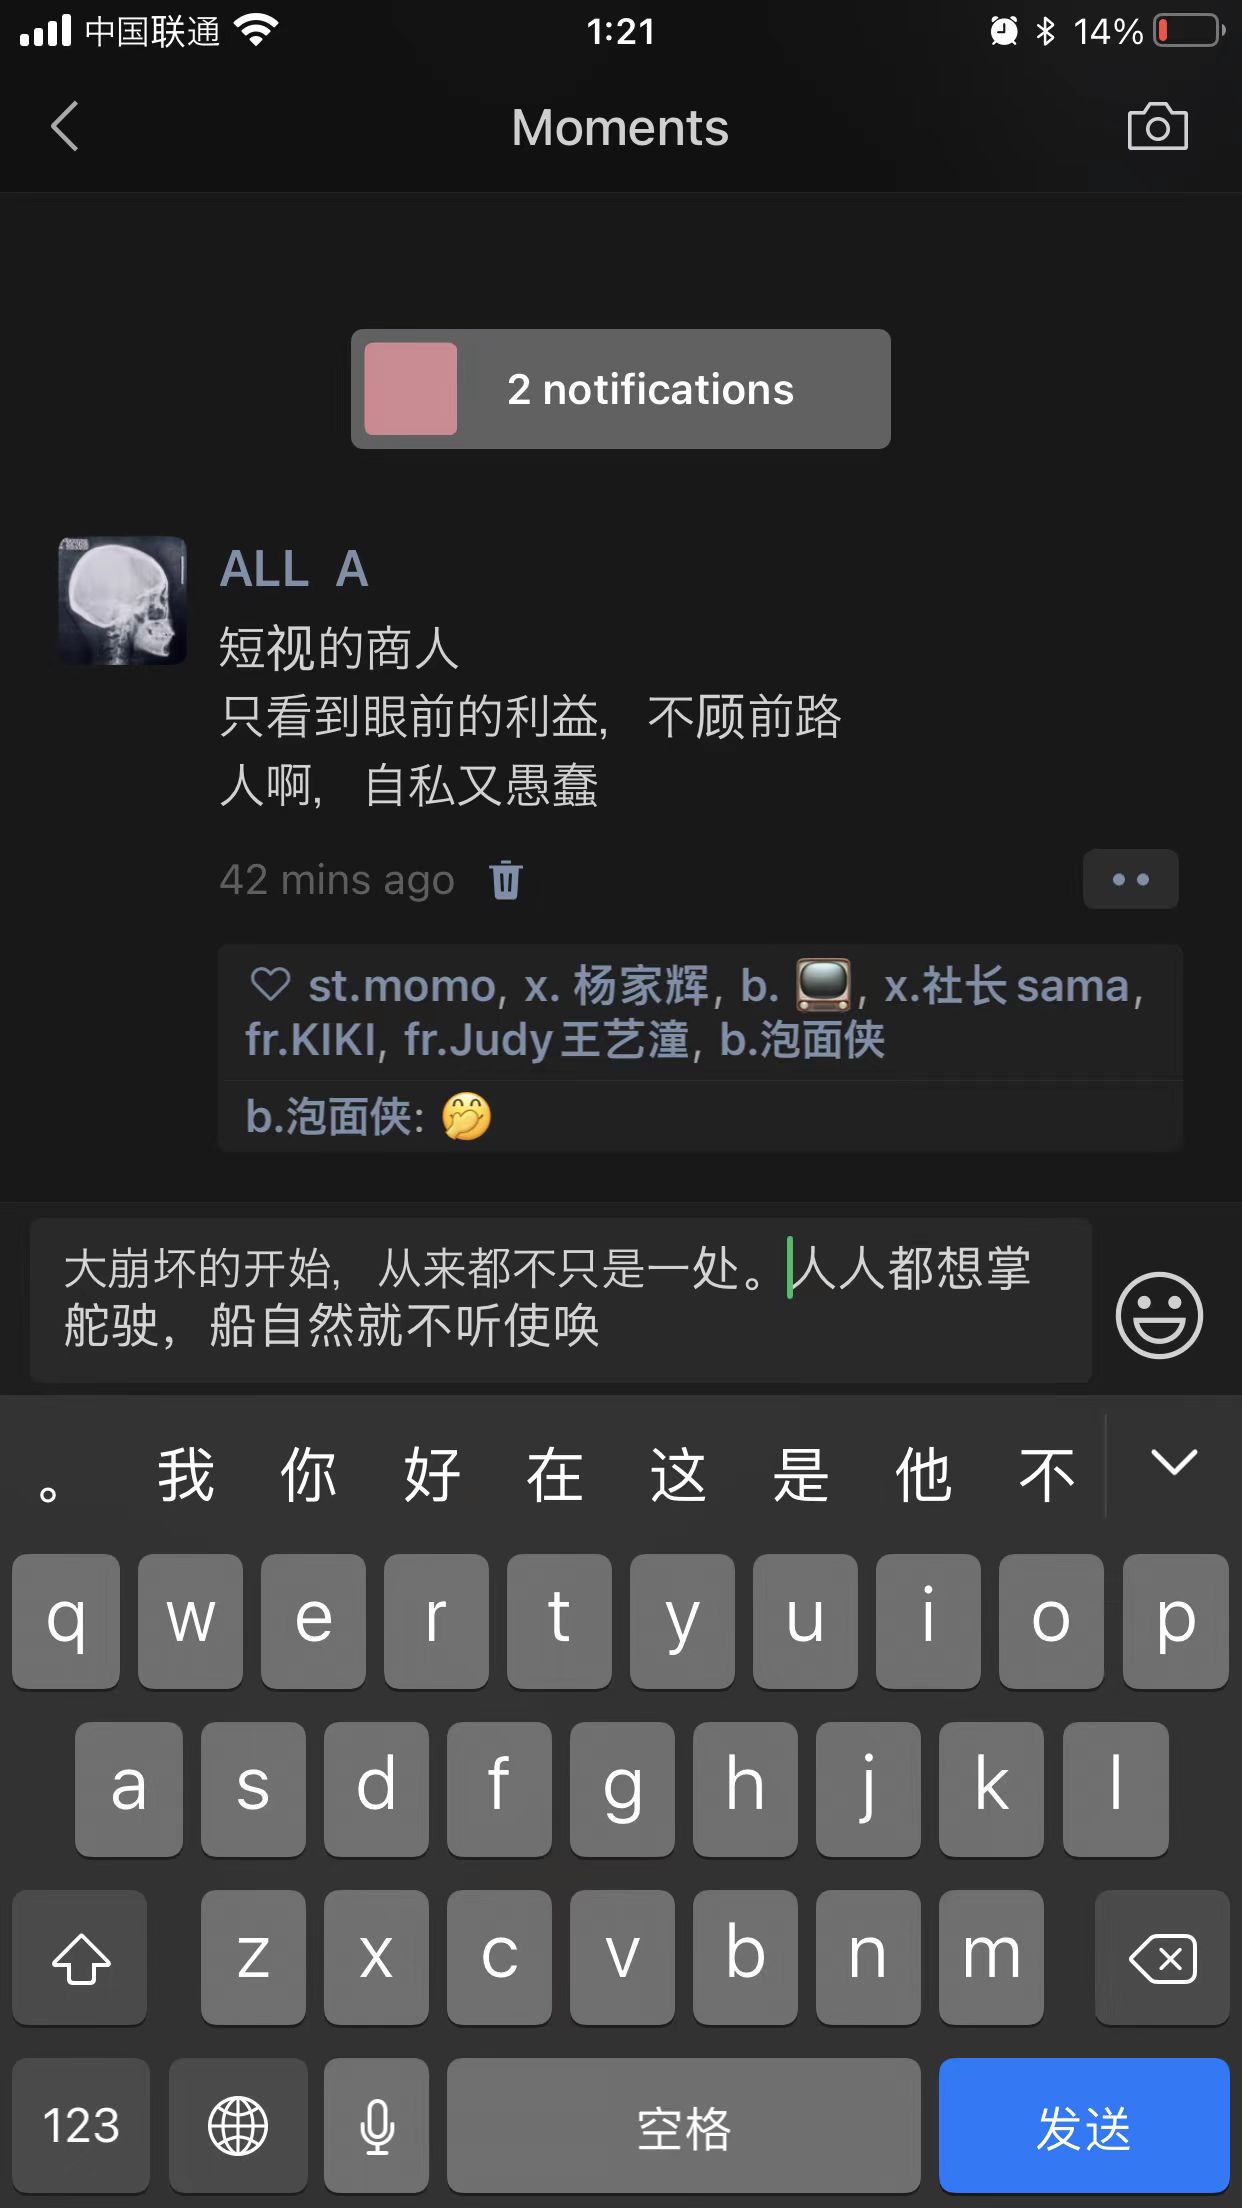 中国联通 1:21 14%
Moments
2 notifications
ALL A
短视的商人
只看到眼前的利益，不顾前路
人啊，自私又愚蠢
42 mins ago
st.momo, x. 杨家辉, b. 📺, x.社长sama,
fr.KIKI, fr.Judy王艺潼, b.泡面侠
b.泡面侠: 🤭
大崩坏的开始，从来都不只是一处。人人都想掌
舵驶，船自然就不听使唤
。 我 你 好 在 这 是 他 不
q w e r t y u i o p
a s d f g h j k l
z x c v b n m
123 空格 发送